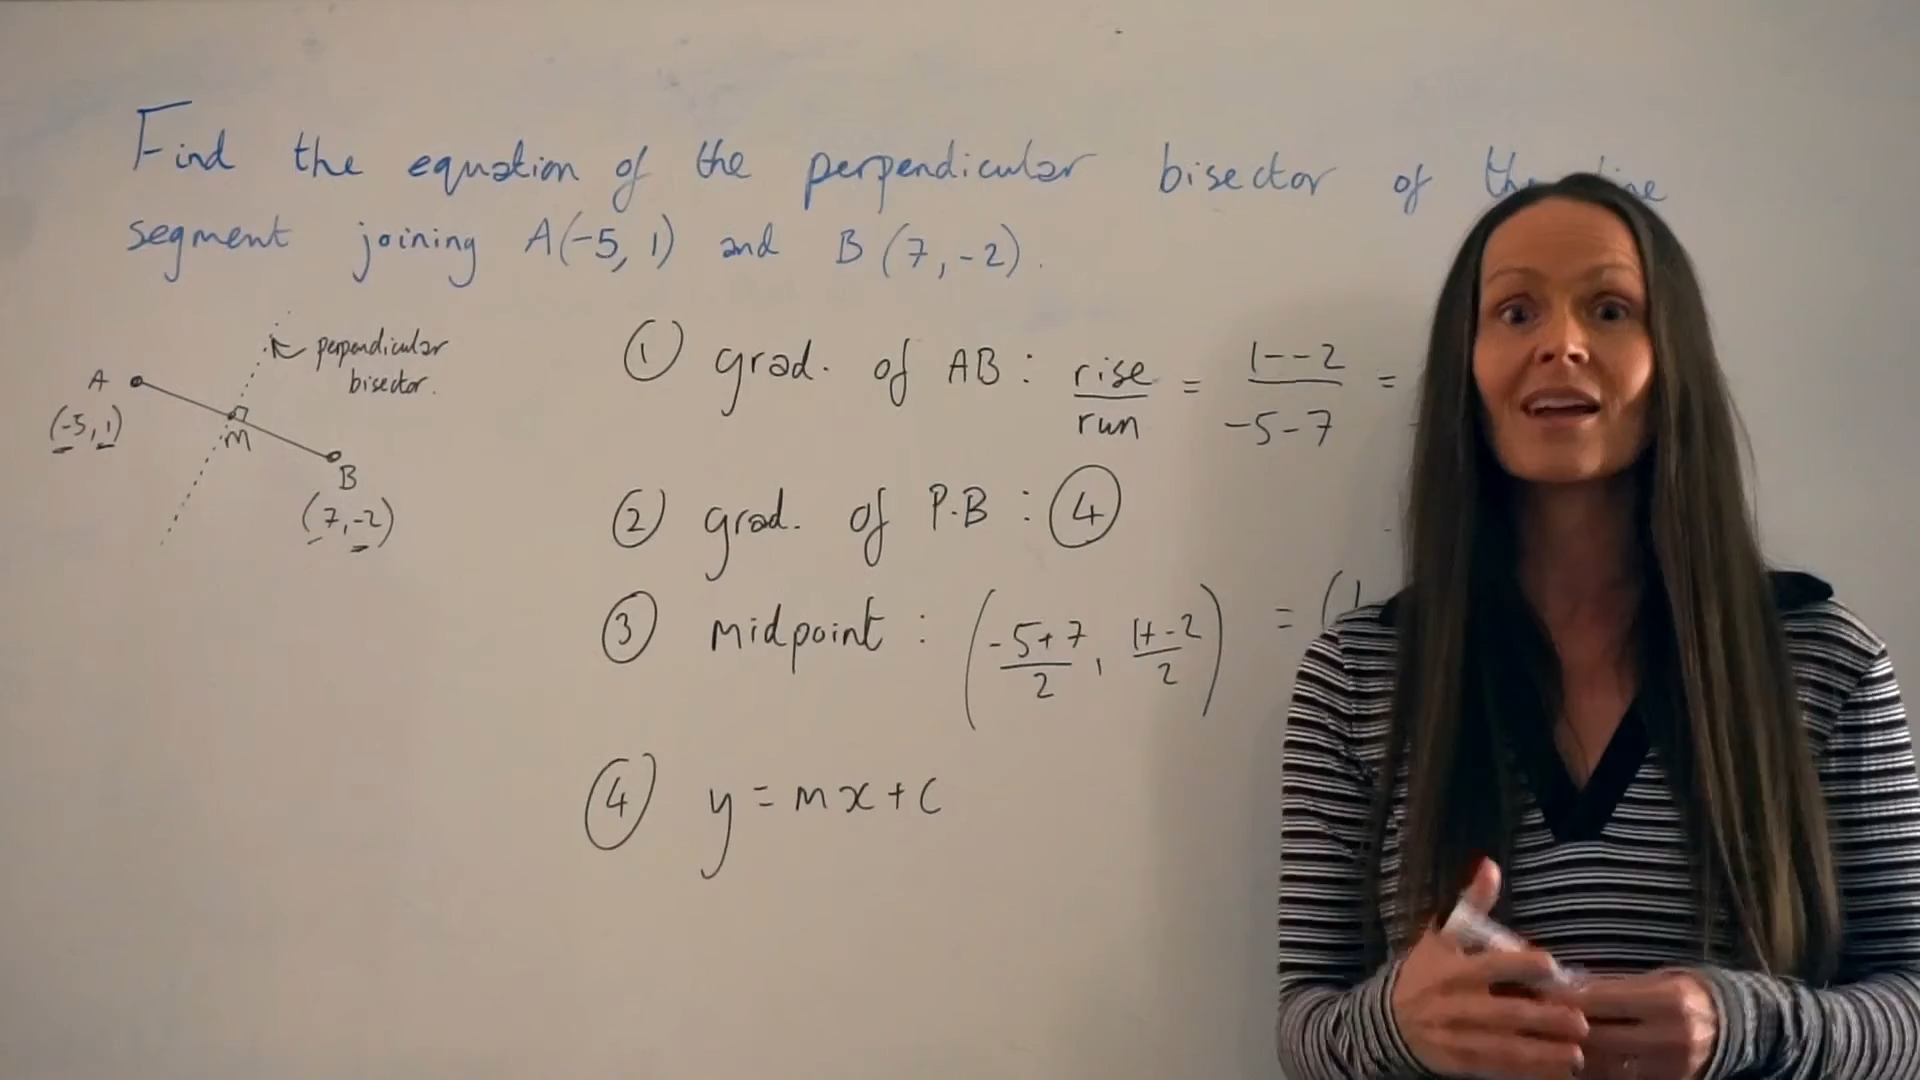 Find the equation of the perpendicular bisector of
segment joining A(-5, 1) and B (7, -2).
perpendicular
bisector.
A
(-5, 1)
M
B
(7, -2)
① grad. of AB : rise/run = 1--2/-5-7 =
② grad. of P.B : 4
③ midpoint : (-5+7/2, 1+-2/2) = (1
④ y = mx + c